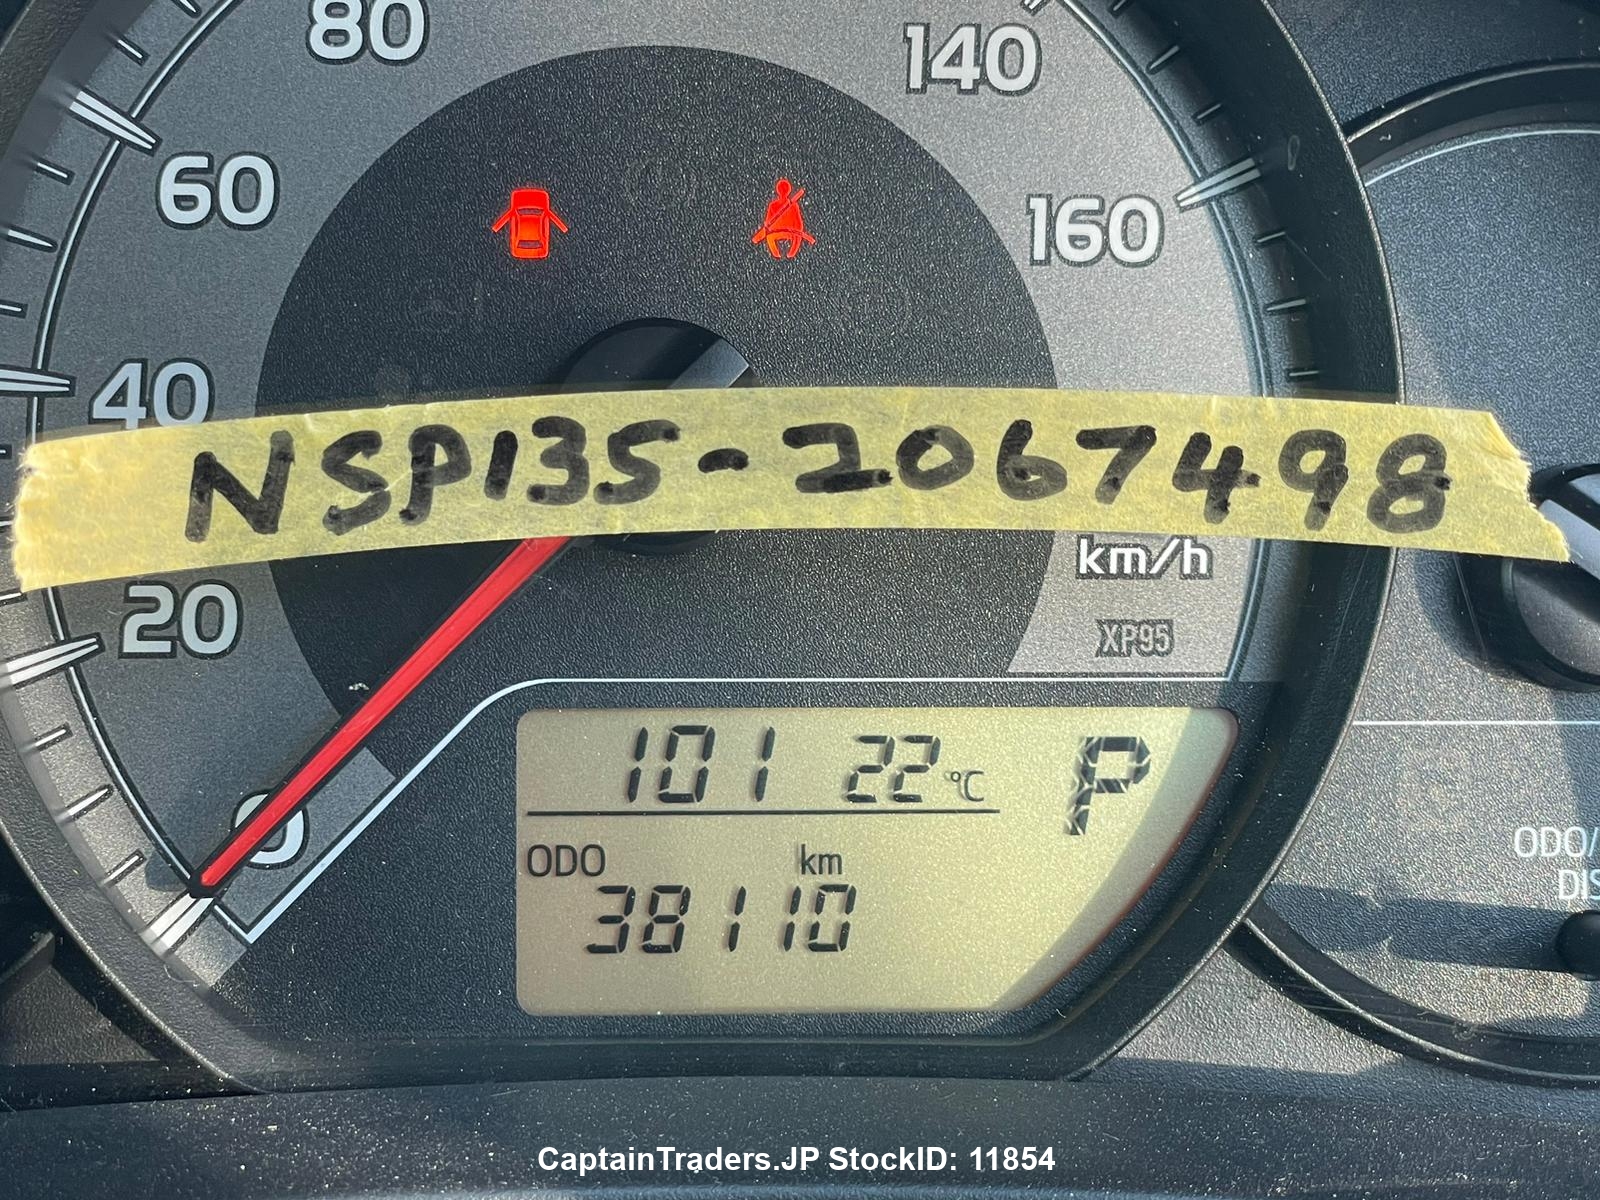 80
140
60
160
40
NSP135-2067498
km/h
20
XP95
101 22°C P
0
ODO km
38110
ODO/
DIS
CaptainTraders.JP StockID: 11854